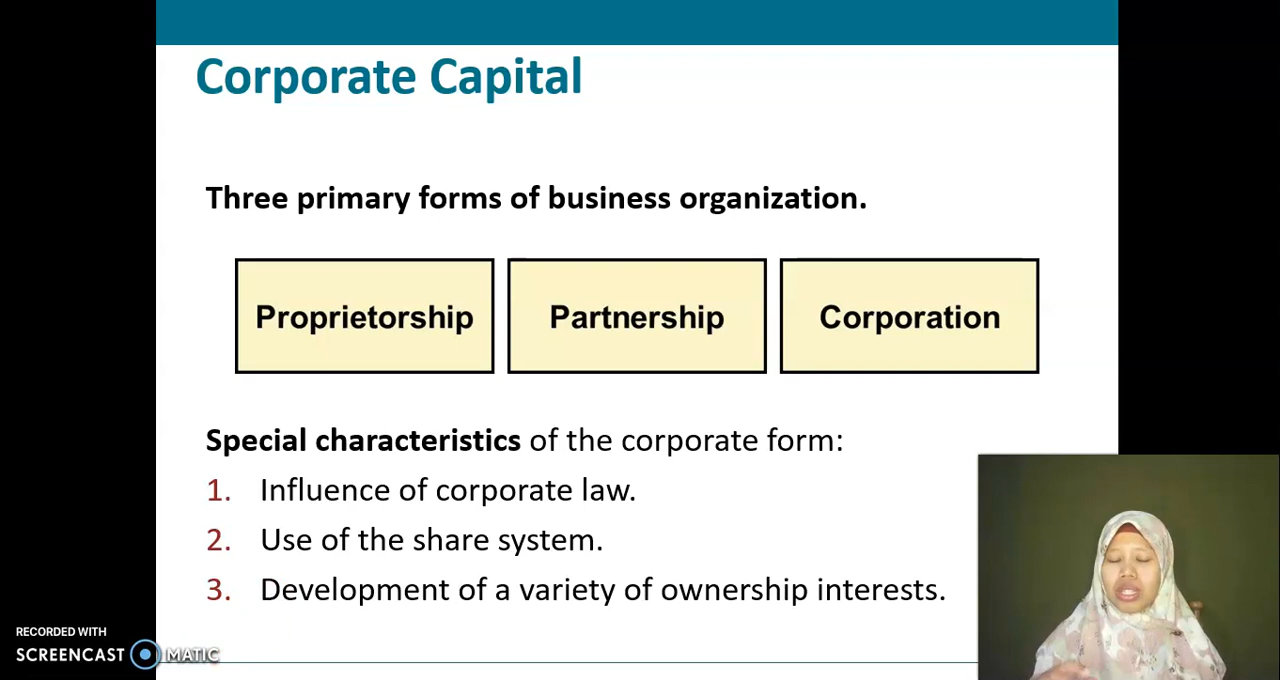 Corporate Capital
Three primary forms of business organization.
Proprietorship
Partnership
Corporation
Special characteristics of the corporate form:
1. Influence of corporate law.
2. Use of the share system.
3. Development of a variety of ownership interests.
RECORDED WITH
SCREENCAST MATIC